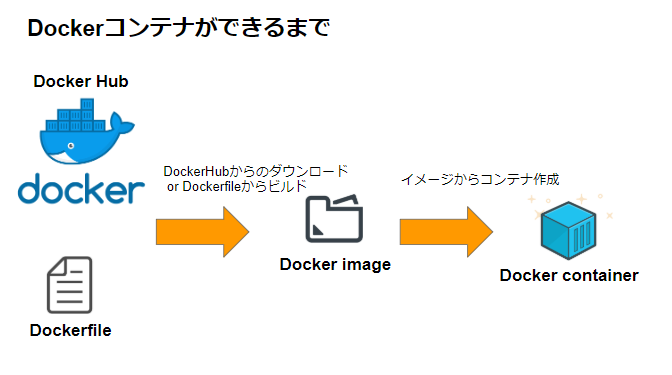 Dockerコンテナができるまで
Docker Hub
docker
DockerHubからのダウンロード
or Dockerfileからビルド
イメージからコンテナ作成
Docker image
Docker container
Dockerfile